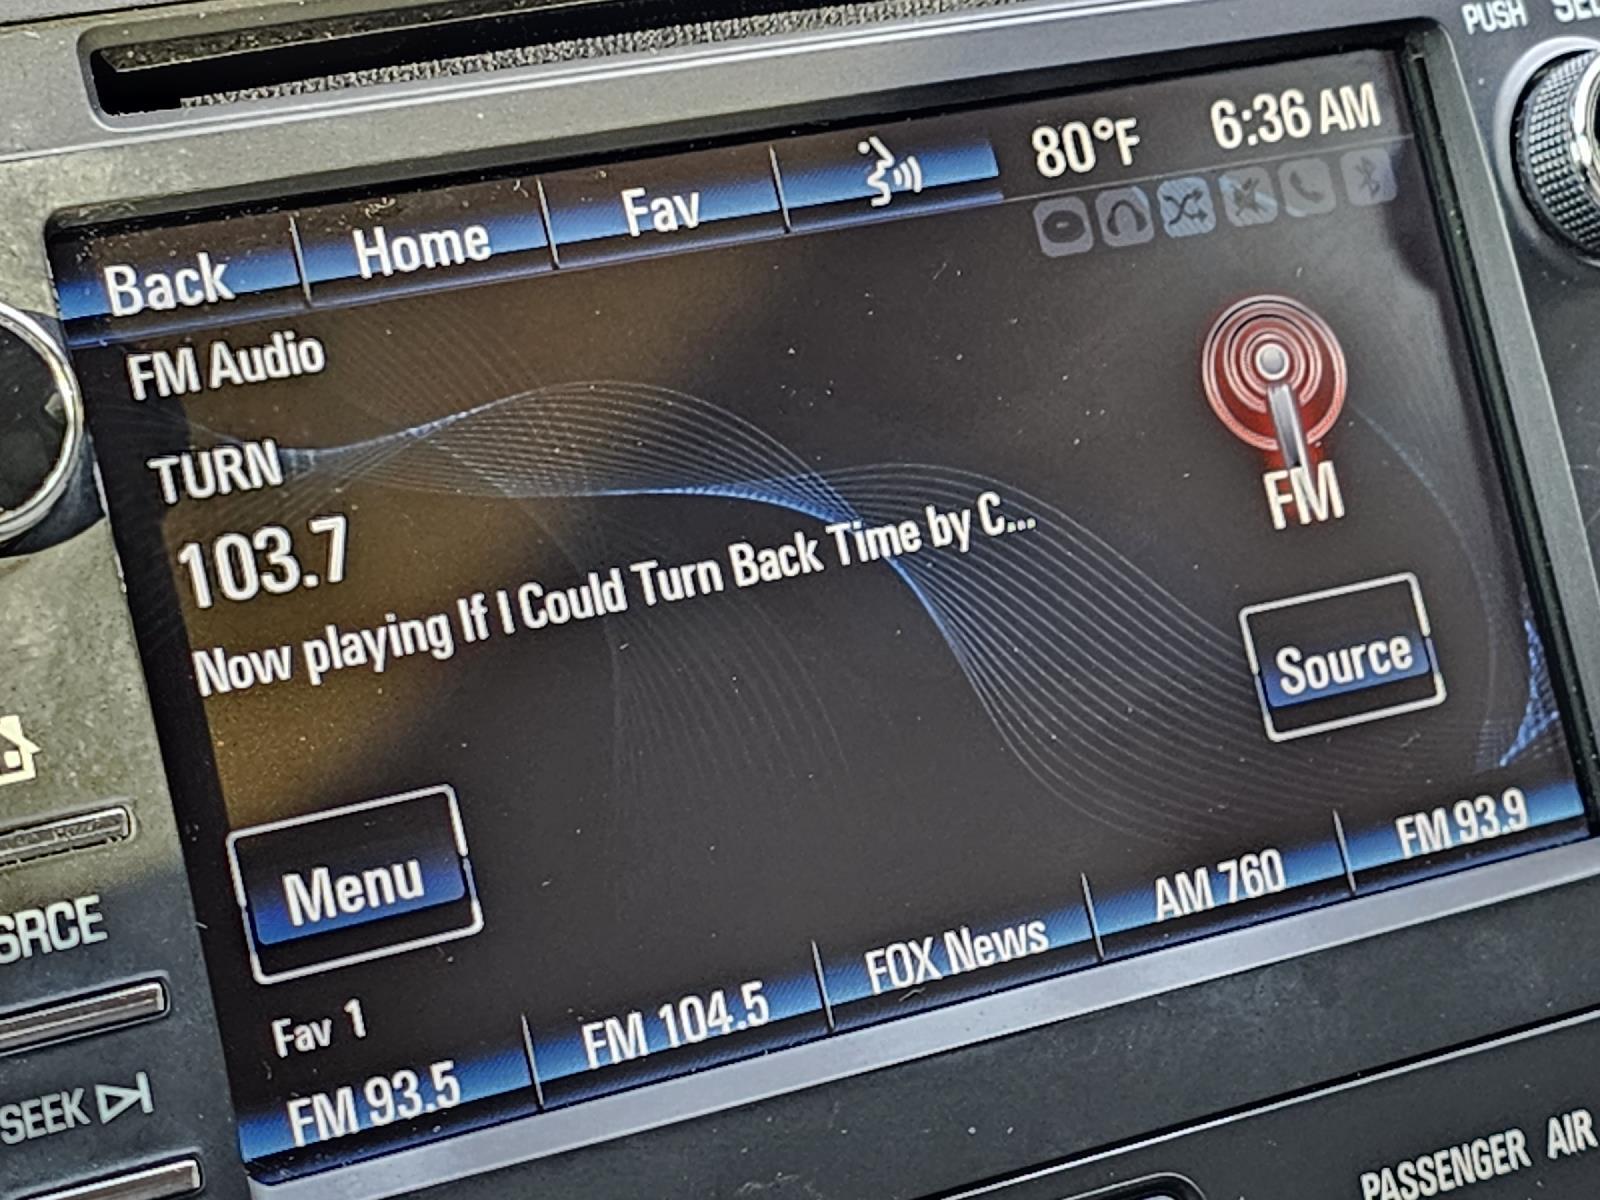 PUSH
80°F 6:36 AM
Back Home Fav
FM Audio
TURN
103.7
Now playing If I Could Turn Back Time by C...
FM
Source
Menu
SRCE
Fav 1
FM 93.5 FM 104.5 FOX News AM 760 FM 93.9
SEEK
PASSENGER AIR